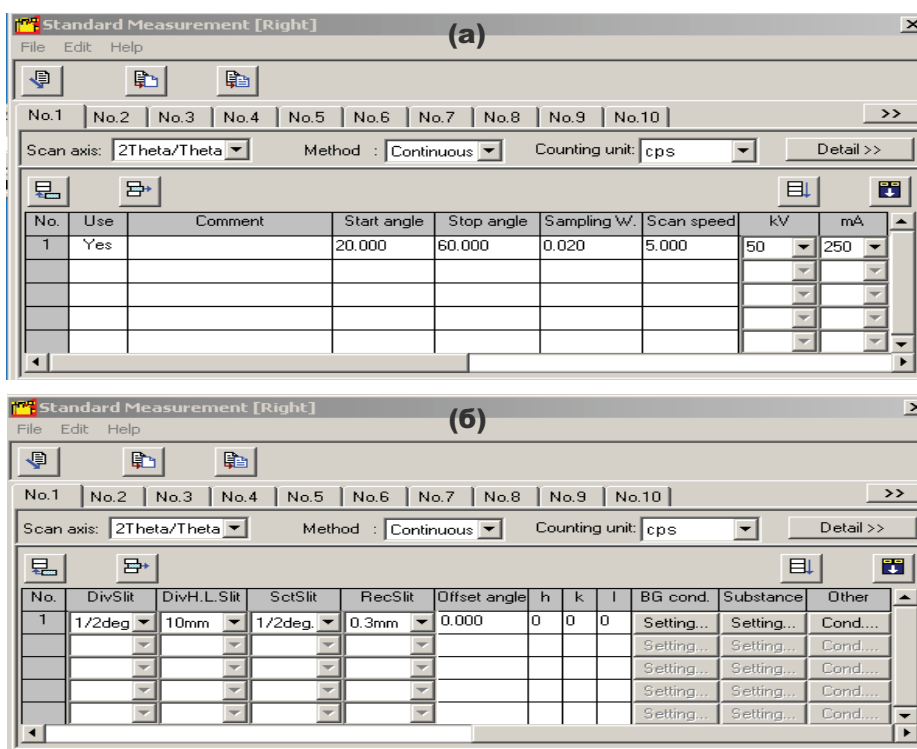 Standard Measurement [Right]
(а)
File Edit Help
No.1 No.2 No.3 No.4 No.5 No.6 No.7 No.8 No.9 No.10 >>
Scan axis: 2Theta/Theta Method : Continuous Counting unit: cps Detail >>
No. Use Comment Start angle Stop angle Sampling W. Scan speed kV mA
1 Yes 20.000 60.000 0.020 5.000 50 250
Standard Measurement [Right]
(б)
File Edit Help
No.1 No.2 No.3 No.4 No.5 No.6 No.7 No.8 No.9 No.10 >>
Scan axis: 2Theta/Theta Method : Continuous Counting unit: cps Detail >>
No. DivSlit DivH.L.Slit SctSlit RecSlit Offset angle h k l BG cond. Substance Other
1 1/2deg 10mm 1/2deg. 0.3mm 0.000 0 0 0 Setting... Setting... Cond....
Setting... Setting... Cond....
Setting... Setting... Cond....
Setting... Setting... Cond....
Setting... Setting... Cond....